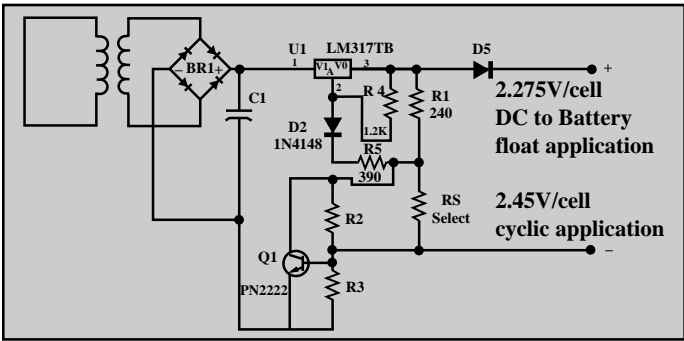 U1
LM317TB
D5
1
V1 V0
A
3
2
+
− BR1 +
C1
R 4
R1
240
2.275V/cell
DC to Battery
float application
D2
1N4148
1.2K
R5
390
RS
Select
2.45V/cell
cyclic application
R2
−
Q1
PN2222
R3